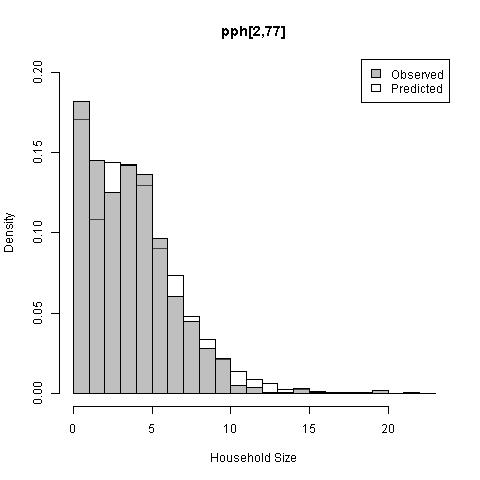 pph[2,77]
Observed
Predicted
Density
0.20
0.15
0.10
0.05
0.00
0 5 10 15 20
Household Size